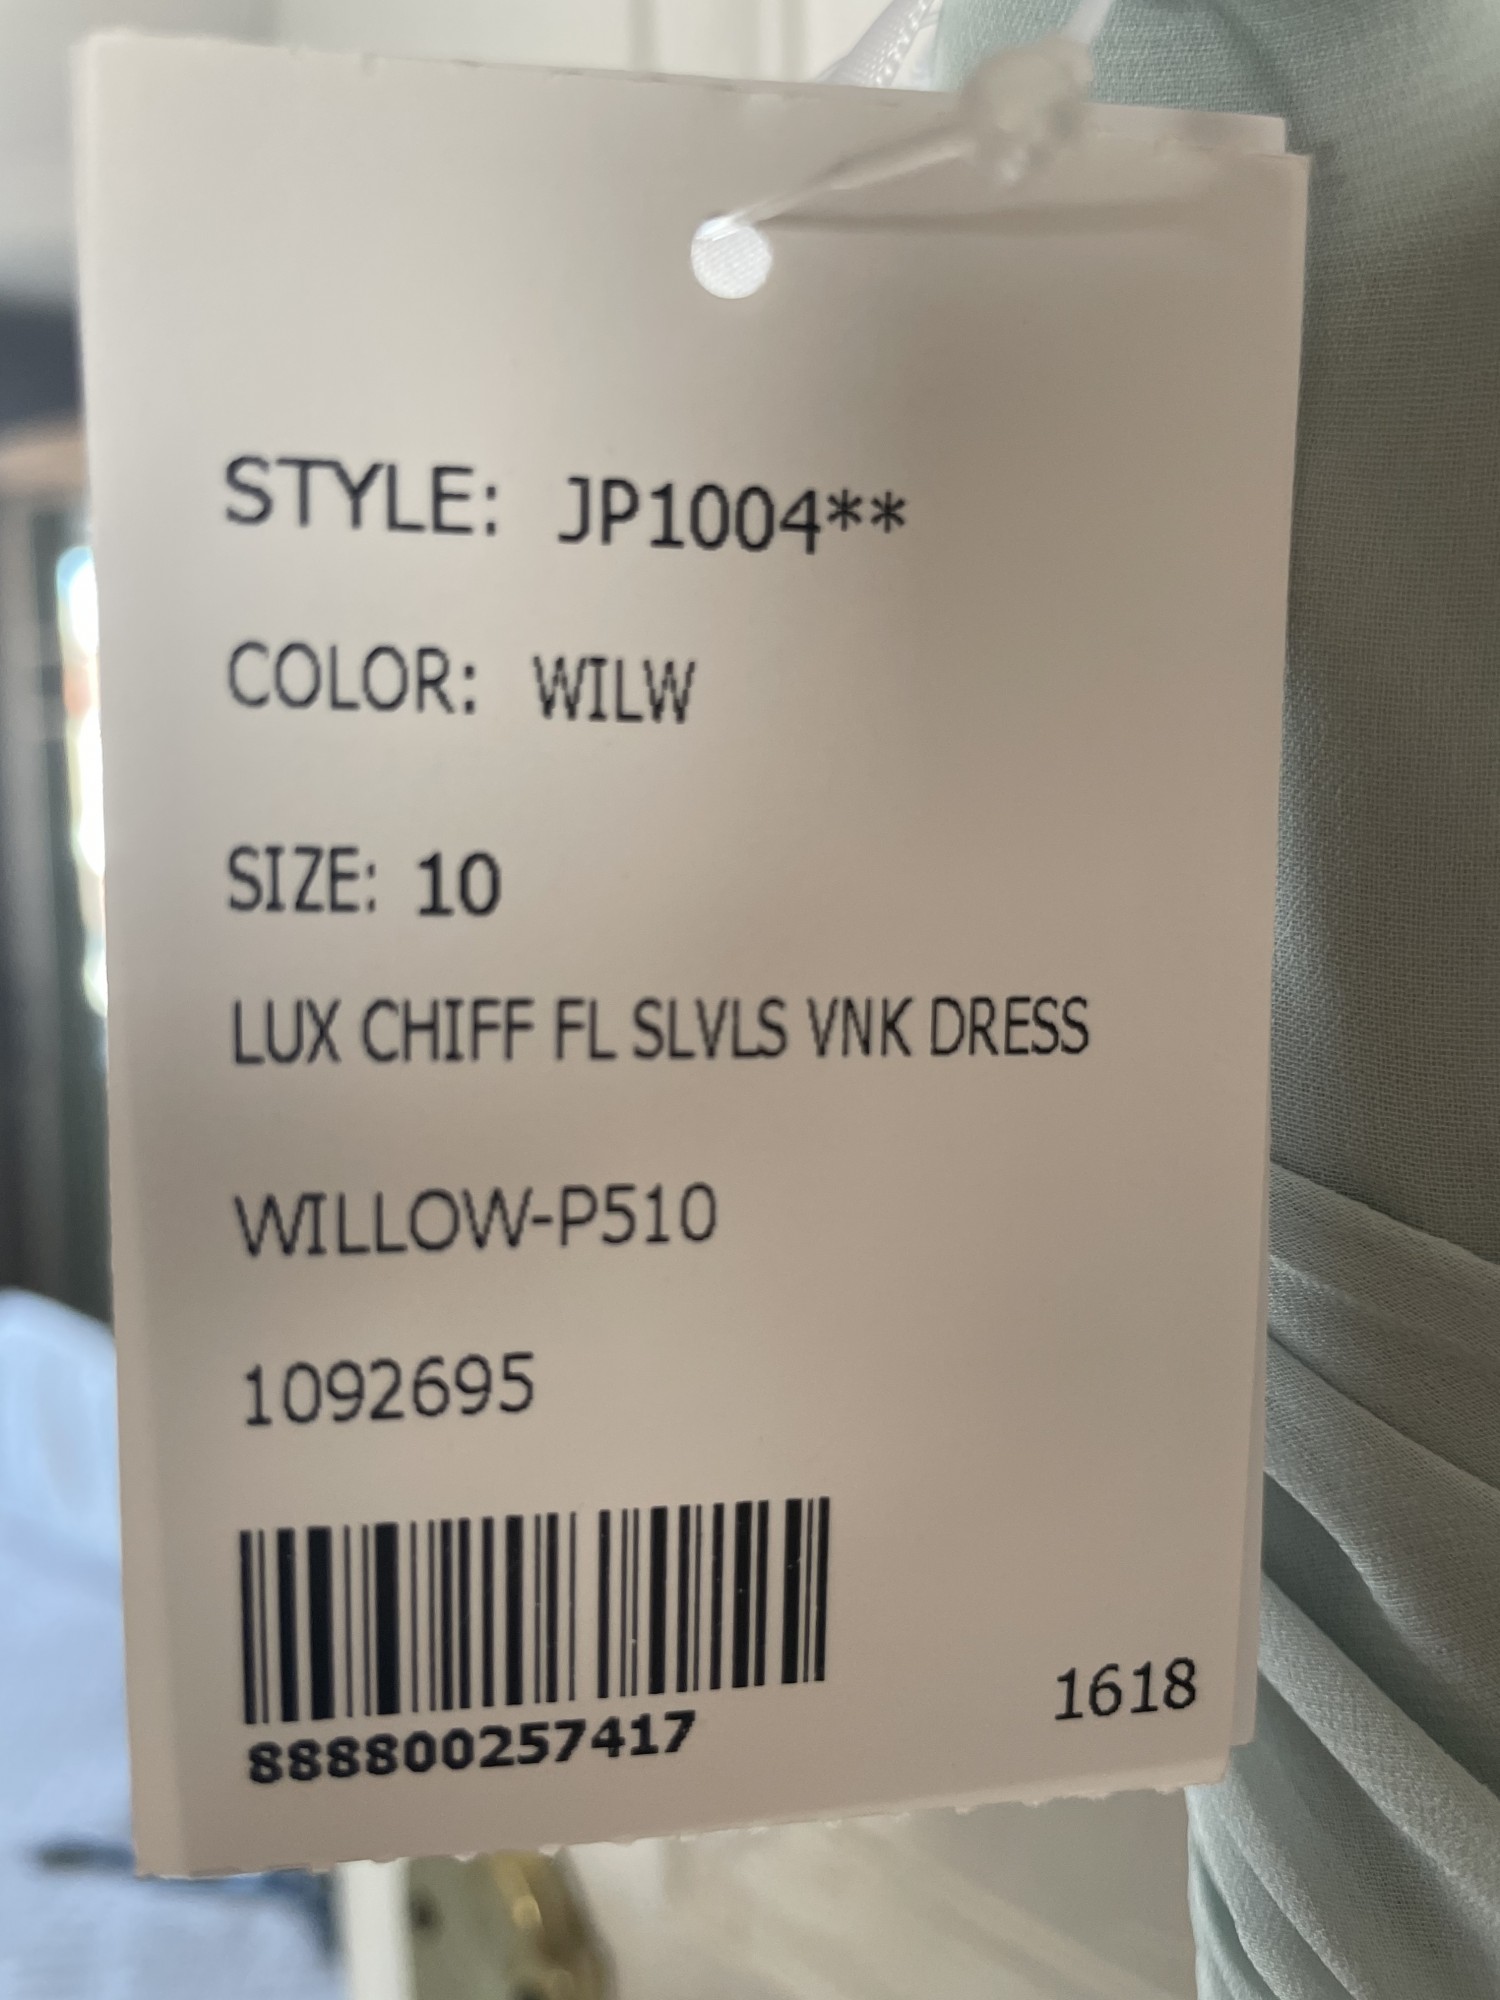 STYLE: JP1004**
COLOR: WILW
SIZE: 10
LUX CHIFF FL SLVLS VNK DRESS
WILLOW-P510
1092695
888800257417
1618